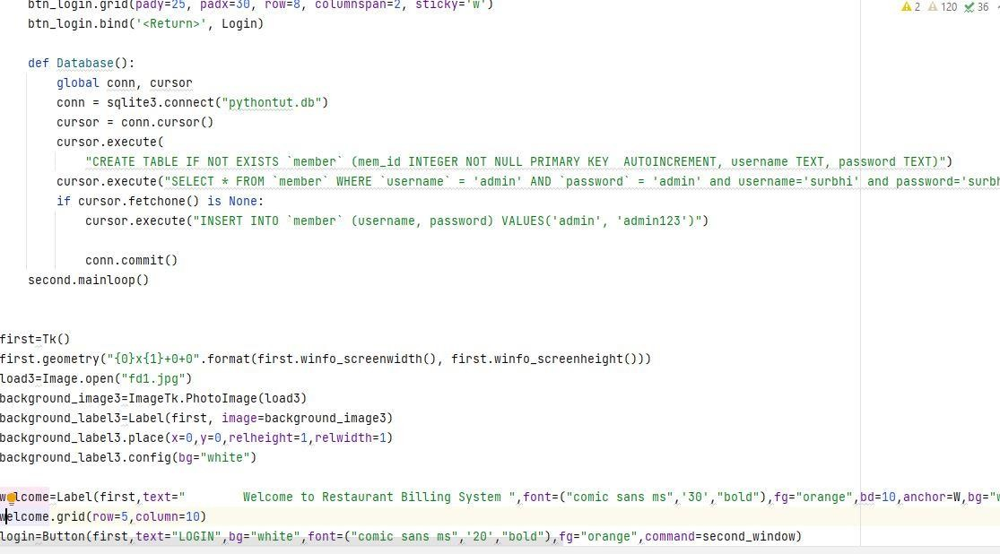 btn_login.grid(pady=25, padx=30, row=8, columnspan=2, sticky='w')
2 120 36
btn_login.bind('<Return>', Login)
def Database():
global conn, cursor
conn = sqlite3.connect("pythontut.db")
cursor = conn.cursor()
cursor.execute(
"CREATE TABLE IF NOT EXISTS `member` (mem_id INTEGER NOT NULL PRIMARY KEY  AUTOINCREMENT, username TEXT, password TEXT)")
cursor.execute("SELECT * FROM `member` WHERE `username` = 'admin' AND `password` = 'admin' and username='surbhi' and password='surbh
if cursor.fetchone() is None:
cursor.execute("INSERT INTO `member` (username, password) VALUES('admin', 'admin123')")
conn.commit()
second.mainloop()
first=Tk()
first.geometry("{0}x{1}+0+0".format(first.winfo_screenwidth(), first.winfo_screenheight()))
load3=Image.open("fd1.jpg")
background_image3=ImageTk.PhotoImage(load3)
background_label3=Label(first, image=background_image3)
background_label3.place(x=0,y=0,relheight=1,relwidth=1)
background_label3.config(bg="white")
welcome=Label(first,text="        Welcome to Restaurant Billing System ",font=("comic sans ms",'30',"bold"),fg="orange",bd=10,anchor=W,bg="w
welcome.grid(row=5,column=10)
login=Button(first,text="LOGIN",bg="white",font=("comic sans ms",'20',"bold"),fg="orange",command=second_window)